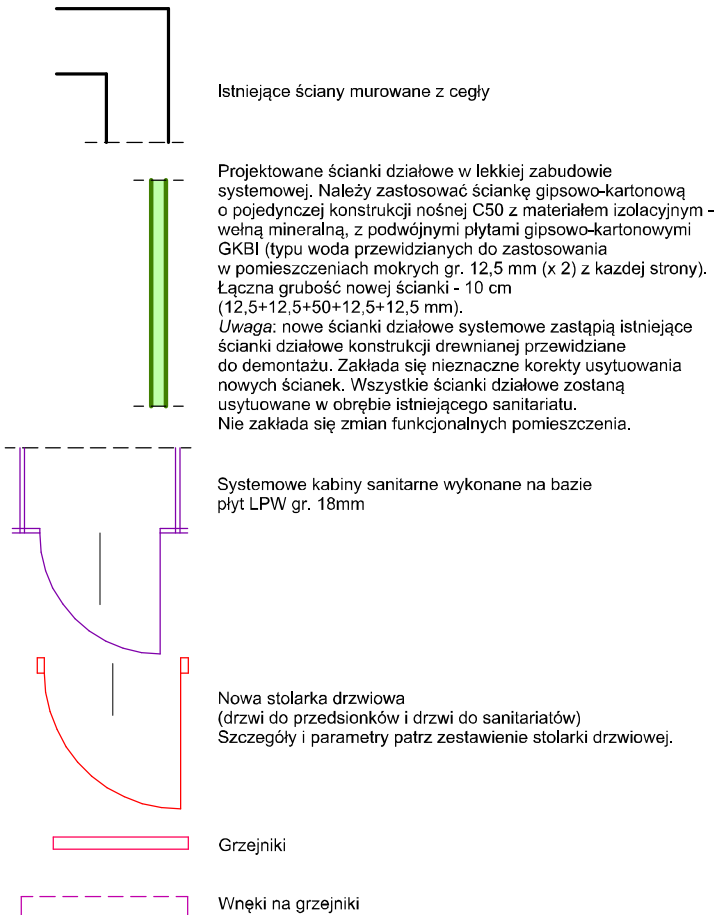 Istniejące ściany murowane z cegły
Projektowane ścianki działowe w lekkiej zabudowie
systemowej. Należy zastosować ściankę gipsowo-kartonową
o pojedynczej konstrukcji nośnej C50 z materiałem izolacyjnym -
wełną mineralną, z podwójnymi płytami gipsowo-kartonowymi
GKBI (typu woda przewidzianych do zastosowania
w pomieszczeniach mokrych gr. 12,5 mm (x 2) z kazdej strony).
Łączna grubość nowej ścianki - 10 cm
(12,5+12,5+50+12,5+12,5 mm).
Uwaga: nowe ścianki działowe systemowe zastąpią istniejące
ścianki działowe konstrukcji drewnianej przewidziane
do demontażu. Zakłada się nieznaczne korekty usytuowania
nowych ścianek. Wszystkie ścianki działowe zostaną
usytuowane w obrębie istniejącego sanitariatu.
Nie zakłada się zmian funkcjonalnych pomieszczenia.
Systemowe kabiny sanitarne wykonane na bazie
płyt LPW gr. 18mm
Nowa stolarka drzwiowa
(drzwi do przedsionków i drzwi do sanitariatów)
Szczegóły i parametry patrz zestawienie stolarki drzwiowej.
Grzejniki
Wnęki na grzejniki